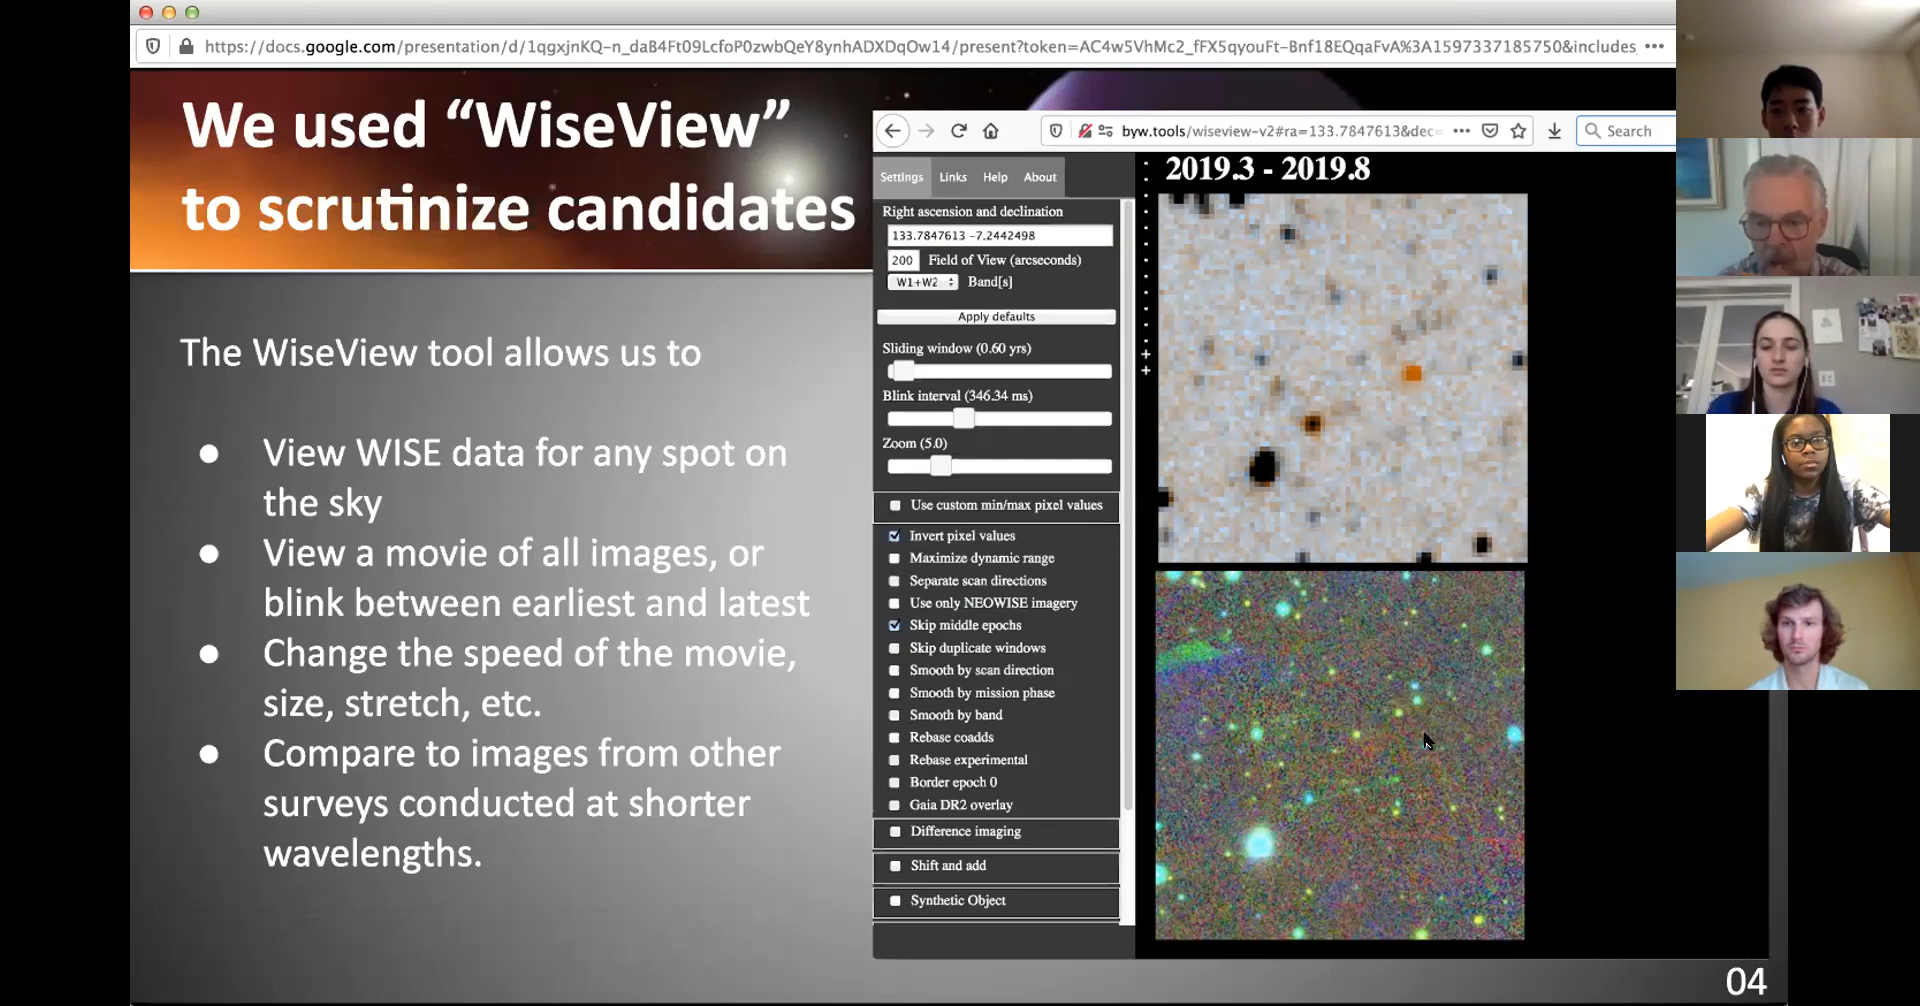 https://docs.google.com/presentation/d/1qgxjnKQ-n_daB4Ft09LcfoP0zwbQeY8ynhADXDqOw14/present?token=AC4w5VhMc2_fFX5qyouFt-Bnf18EQqaFvA%3A1597337185750&includes
We used “WiseView”
to scrutinize candidates
The WiseView tool allows us to
● View WISE data for any spot on
the sky
● View a movie of all images, or
blink between earliest and latest
● Change the speed of the movie,
size, stretch, etc.
● Compare to images from other
surveys conducted at shorter
wavelengths.
byw.tools/wiseview-v2#ra=133.7847613&dec=
Search
Settings Links Help About
Right ascension and declination
133.7847613 -7.2442498
200 Field of View (arcseconds)
W1+W2 Band[s]
Apply defaults
Sliding window (0.60 yrs)
Blink interval (346.34 ms)
Zoom (5.0)
Use custom min/max pixel values
Invert pixel values
Maximize dynamic range
Separate scan directions
Use only NEOWISE imagery
Skip middle epochs
Skip duplicate windows
Smooth by scan direction
Smooth by mission phase
Smooth by band
Rebase coadds
Rebase experimental
Border epoch 0
Gaia DR2 overlay
Difference imaging
Shift and add
Synthetic Object
2019.3 - 2019.8
04